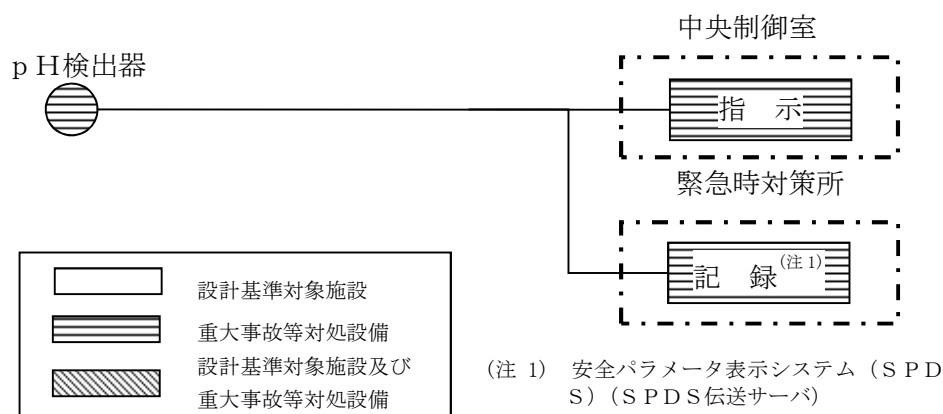 中央制御室
ｐＨ検出器
指　示
緊急時対策所
記　録(注1)
設計基準対象施設
重大事故等対処設備
設計基準対象施設及び
重大事故等対処設備
(注 1)　安全パラメータ表示システム（ＳＰＤ
Ｓ）（ＳＰＤＳ伝送サーバ）